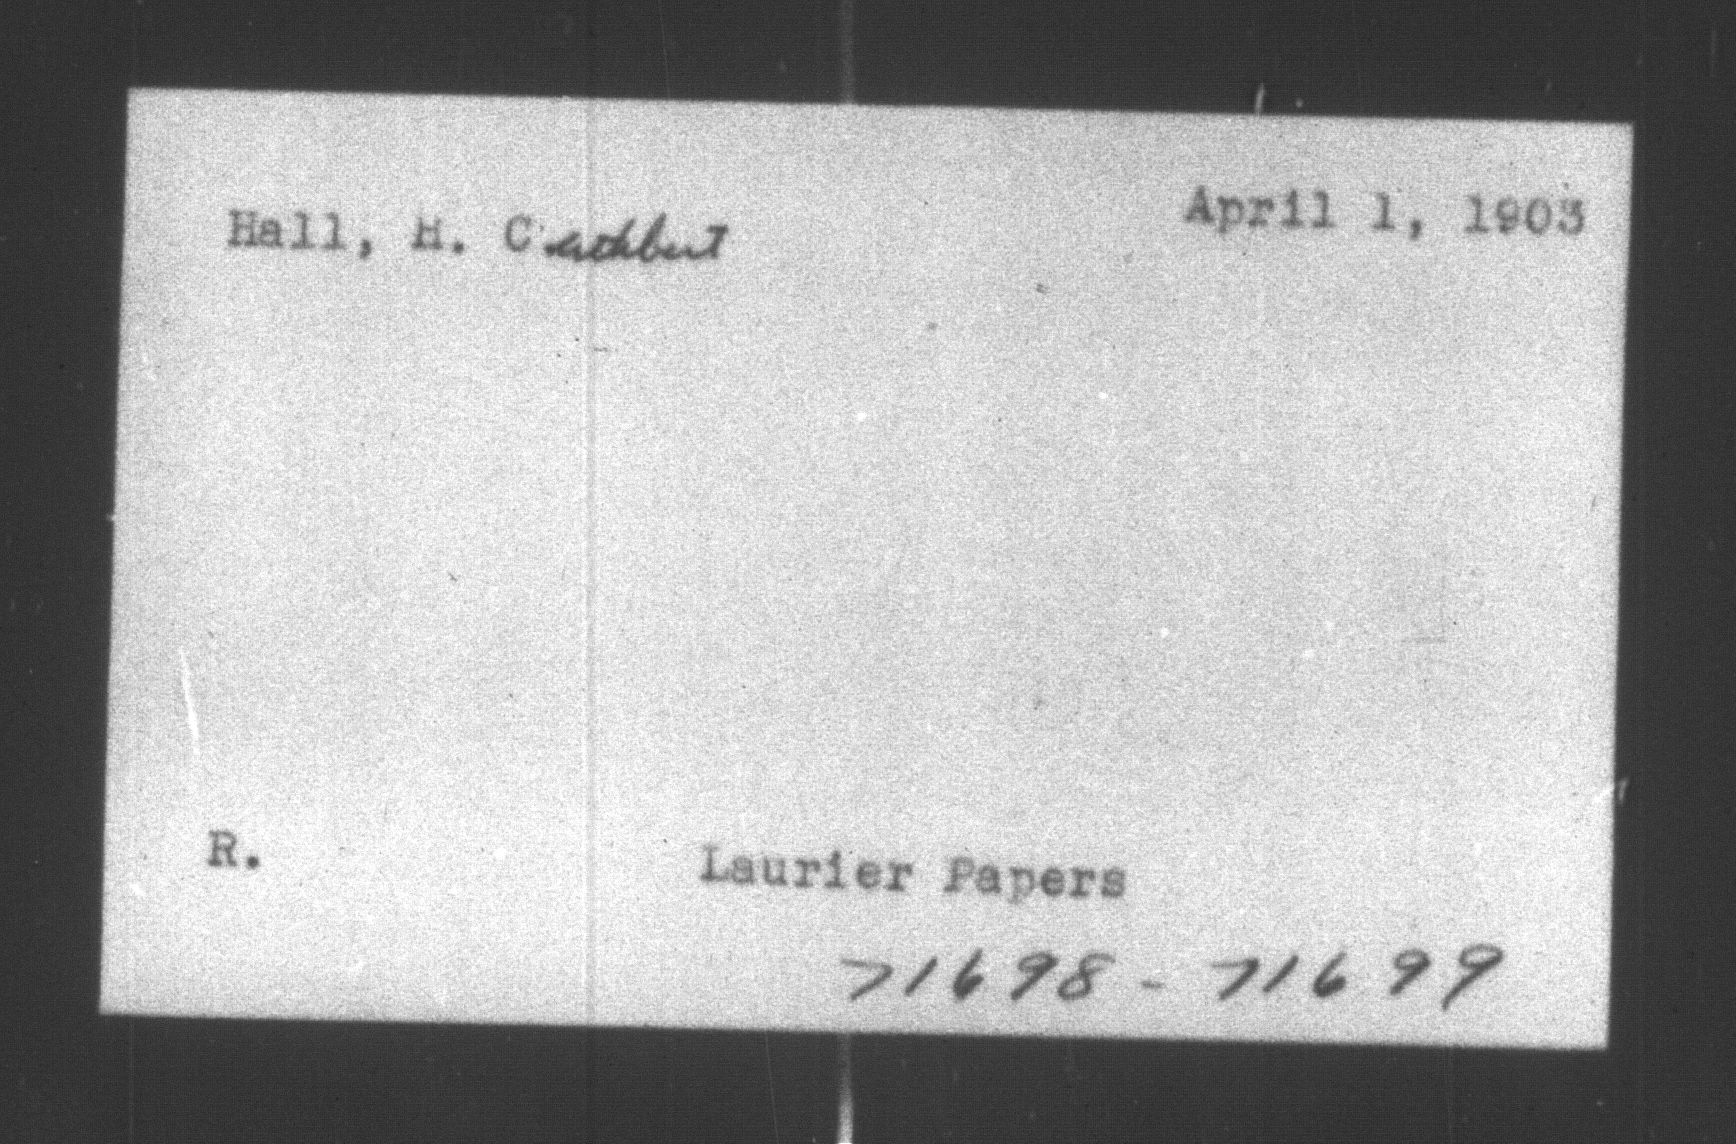 Hall, H. Cuthbert
April 1, 1903
R.
Laurier Papers
71698 - 71699